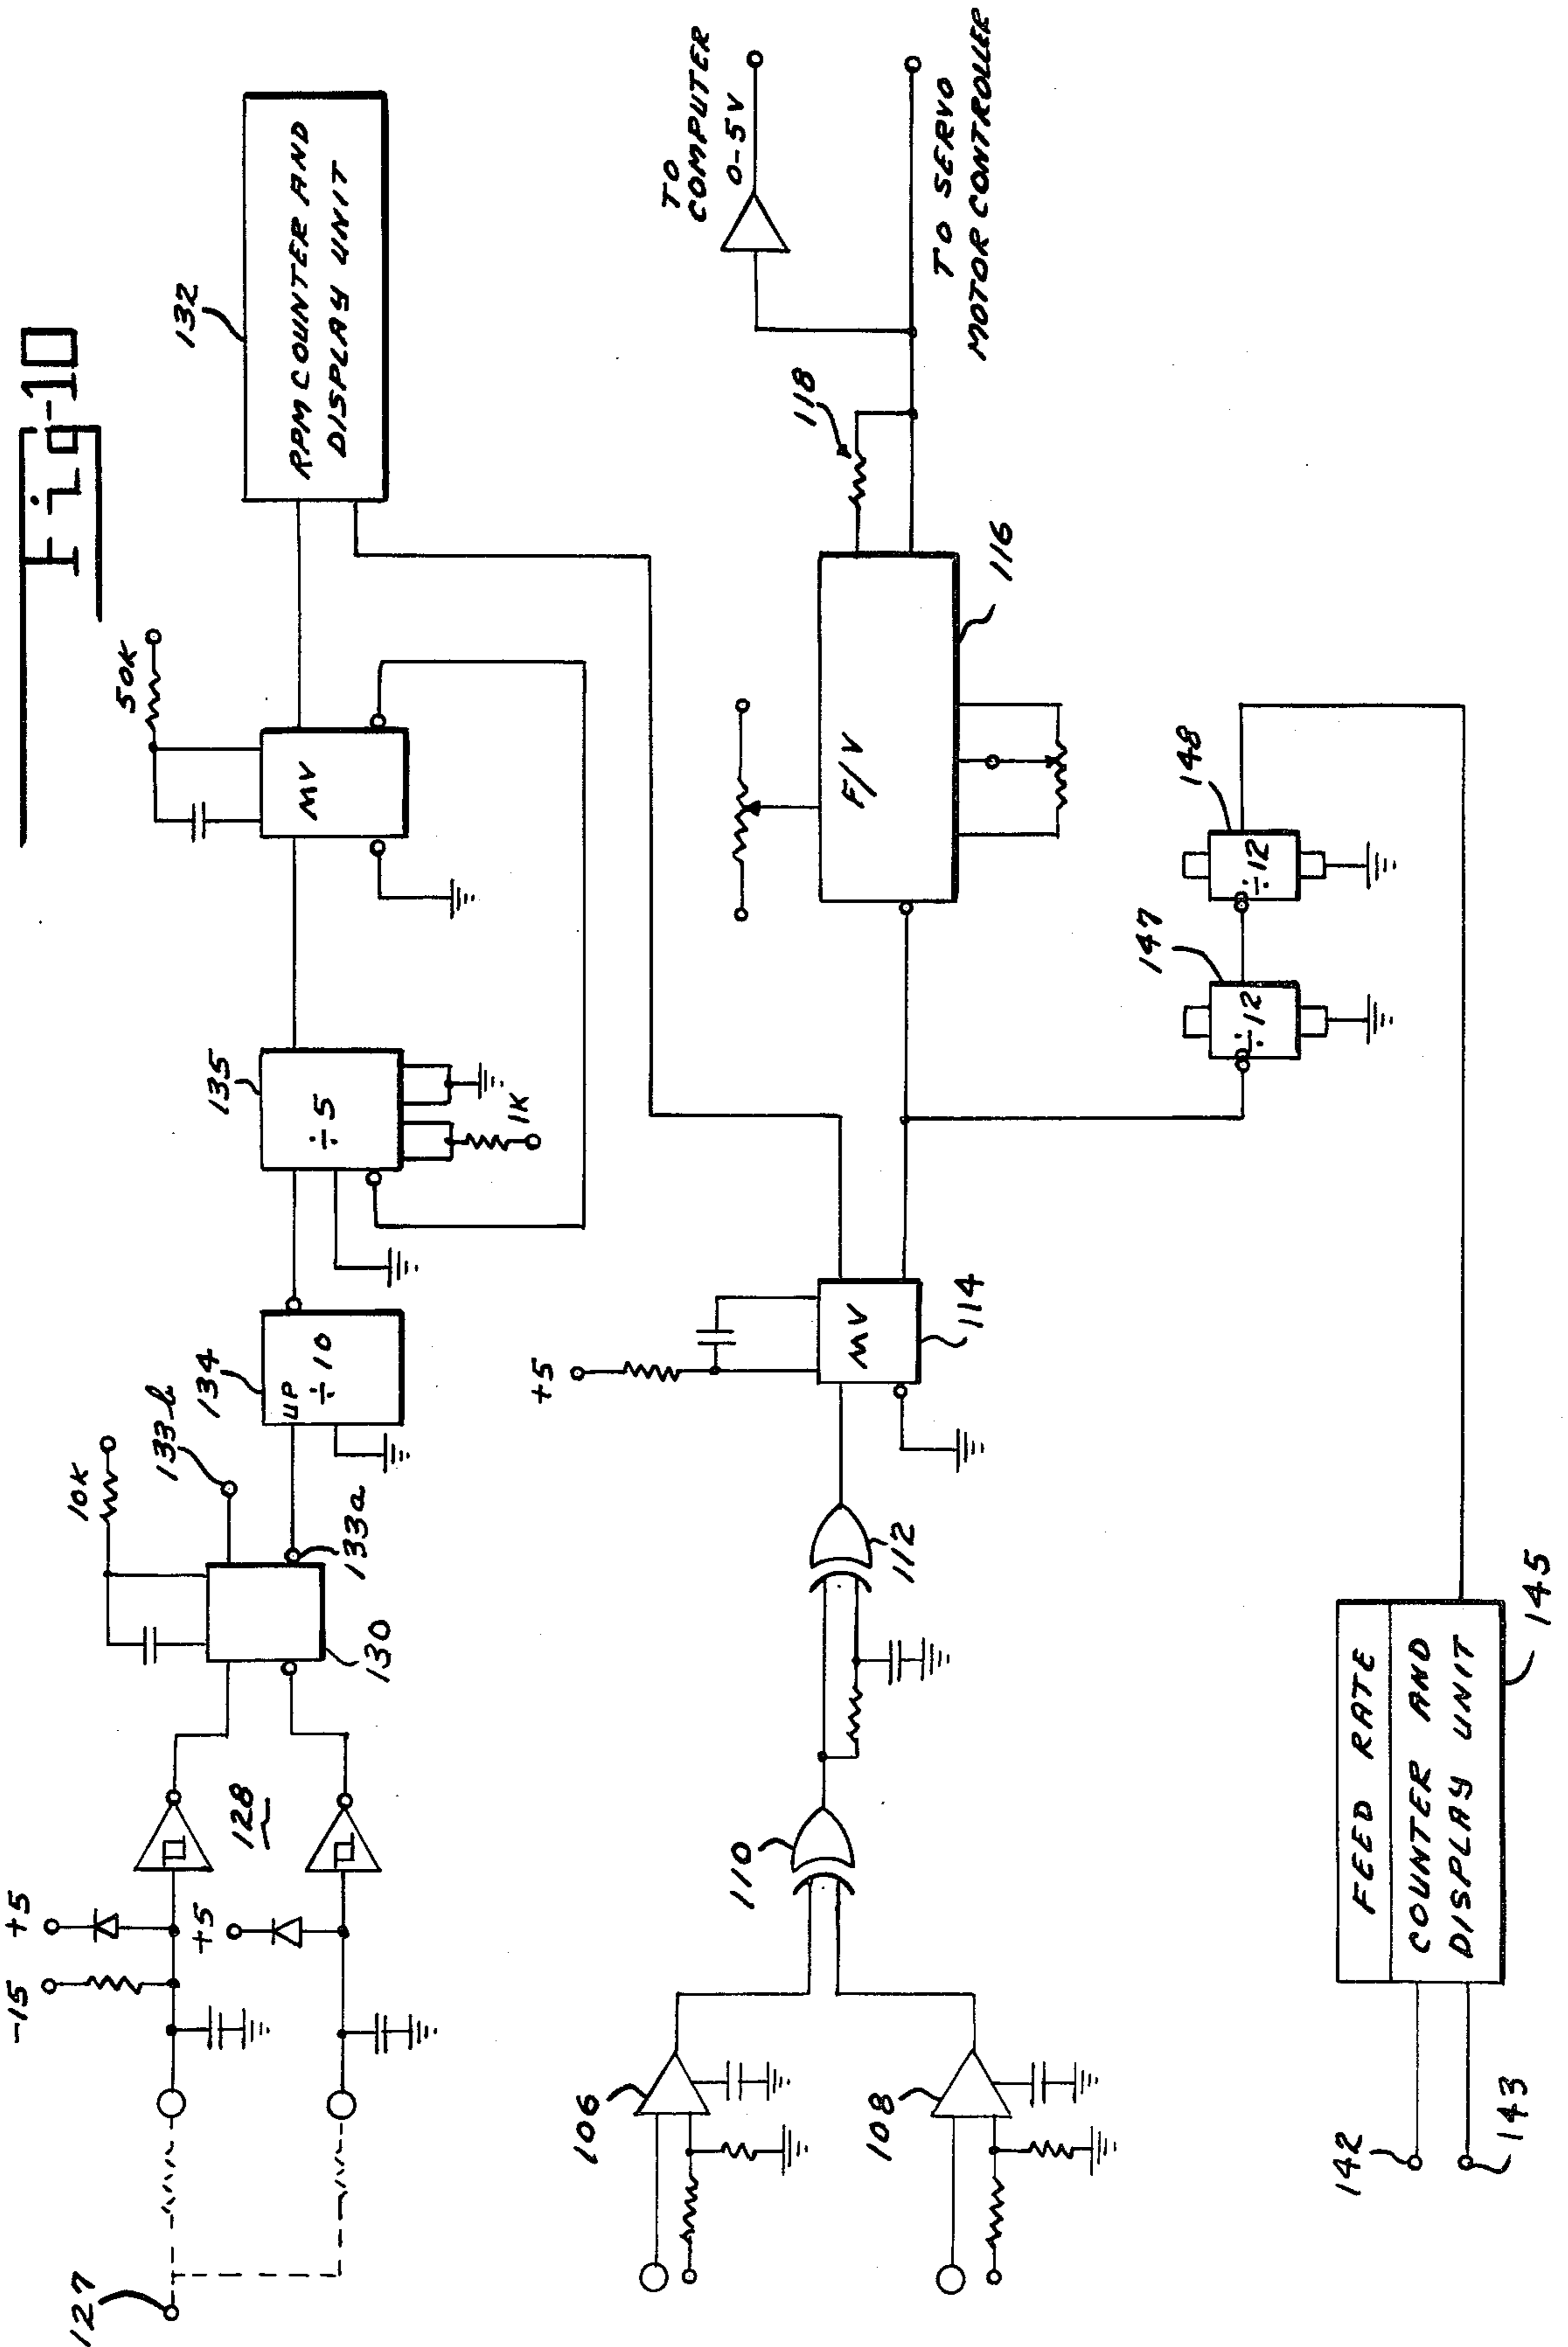 Fig-10
127
-15
+5
+5
128
130
10K
133b
133a
134
UP
÷10
135
÷5
1K
MV
50K
132
RPM COUNTER AND
DISPLAY UNIT
106
108
110
112
+5
MV
114
F/V
116
118
TO
COMPUTER
0-5V
TO SERVO
MOTOR CONTROLLER
147
÷12
148
÷12
142
143
FEED RATE
COUNTER AND
DISPLAY UNIT
145